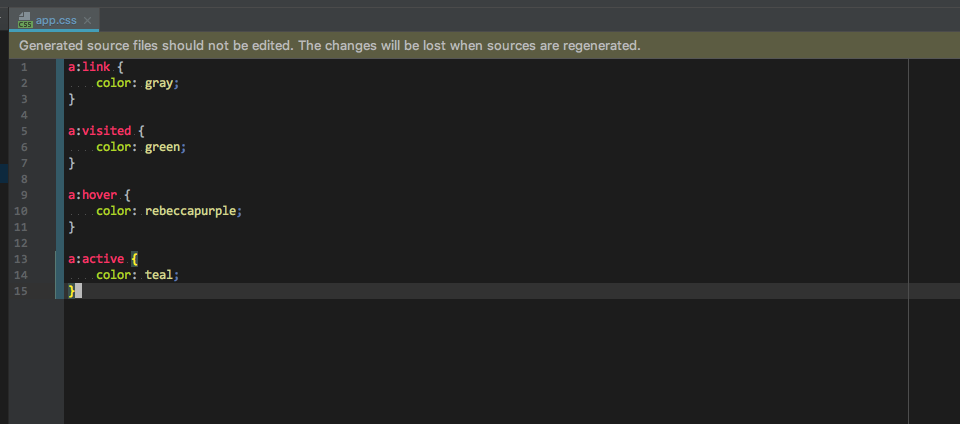 CSS app.css
Generated source files should not be edited. The changes will be lost when sources are regenerated.
1 a:link {
2     color: gray;
3 }
4
5 a:visited {
6     color: green;
7 }
8
9 a:hover {
10     color: rebeccapurple;
11 }
12
13 a:active {
14     color: teal;
15 }